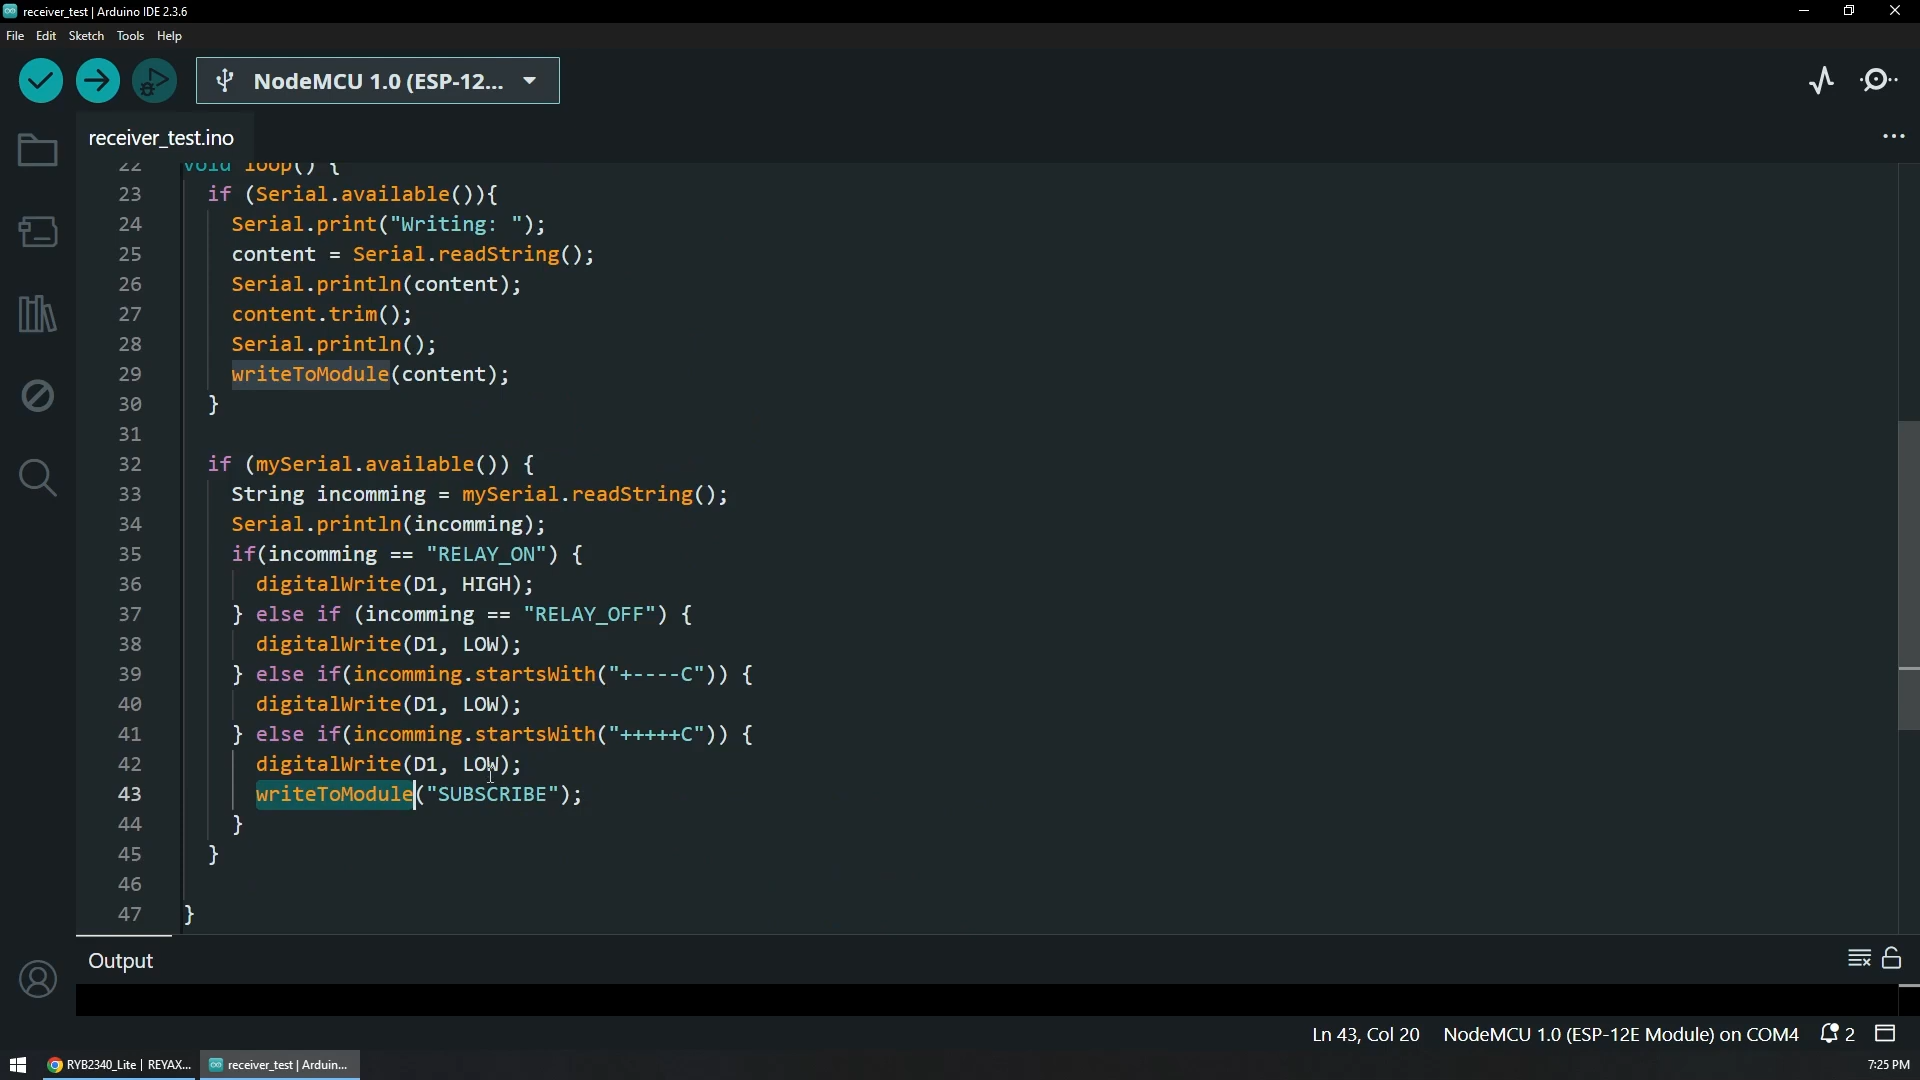 receiver_test | Arduino IDE 2.3.6
File Edit Sketch Tools Help
NodeMCU 1.0 (ESP-12...
receiver_test.ino
22 void loop() {
23 if (Serial.available()){
24 Serial.print("Writing: ");
25 content = Serial.readString();
26 Serial.println(content);
27 content.trim();
28 Serial.println();
29 writeToModule(content);
30 }
31
32 if (mySerial.available()) {
33 String incomming = mySerial.readString();
34 Serial.println(incomming);
35 if(incomming == "RELAY_ON") {
36 digitalWrite(D1, HIGH);
37 } else if (incomming == "RELAY_OFF") {
38 digitalWrite(D1, LOW);
39 } else if(incomming.startsWith("+----C")) {
40 digitalWrite(D1, LOW);
41 } else if(incomming.startsWith("+++++C")) {
42 digitalWrite(D1, LOW);
43 writeToModule("SUBSCRIBE");
44 }
45 }
46
47 }
Output
Ln 43, Col 20 NodeMCU 1.0 (ESP-12E Module) on COM4 2
RYB2340_Lite | REYAX... receiver_test | Arduin... 7:25 PM